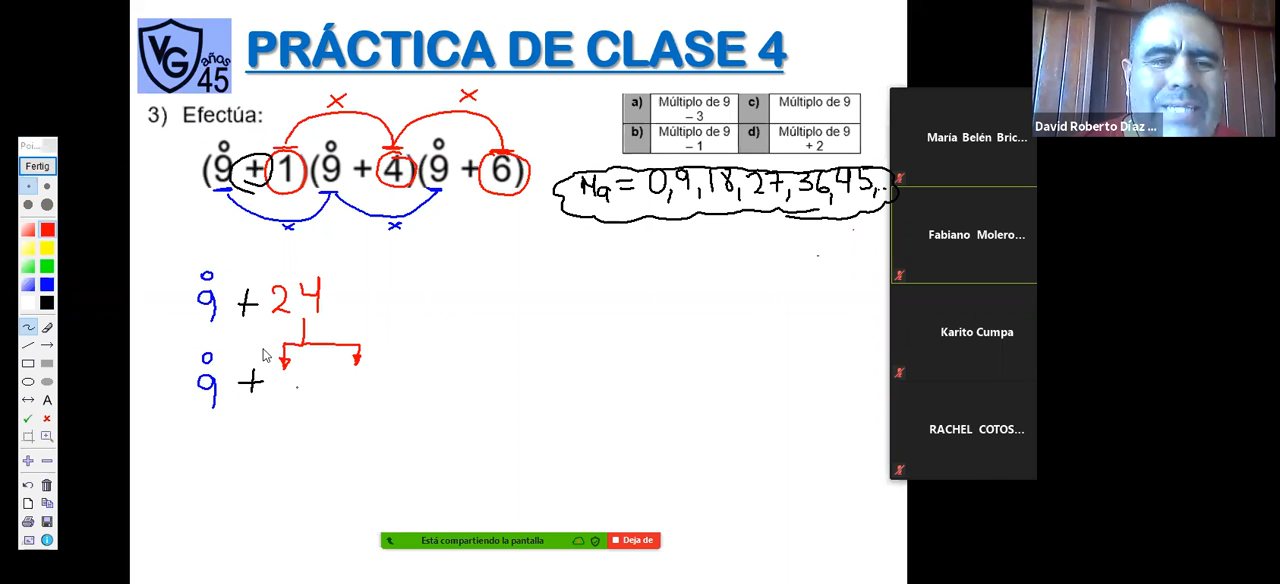 VG
años
45
PRÁCTICA DE CLASE 4
3) Efectúa:
x x
(9̊ + 1)(9̊ + 4)(9̊ + 6)
x x
a) Múltiplo de 9 – 3
c) Múltiplo de 9
b) Múltiplo de 9 – 1
d) Múltiplo de 9 + 2
M9 = 0,9,18,27,36,45,..
9̊ + 24
9̊ +
Poi...
Fertig
A
David Roberto Díaz ...
María Belén Bric...
Fabiano Molero...
Karito Cumpa
RACHEL COTOS...
Está compartiendo la pantalla
Deja de